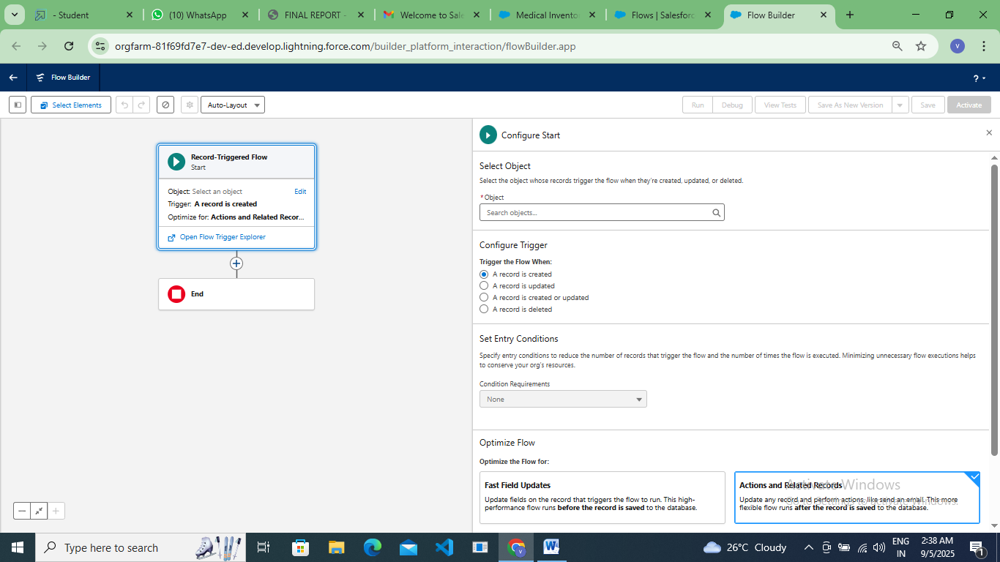 - Student
(10) WhatsApp
FINAL REPORT -
Welcome to Sale
Medical Invento
Flows | Salesforc
Flow Builder
orgfarm-81f69fd7e7-dev-ed.develop.lightning.force.com/builder_platform_interaction/flowBuilder.app
V
Flow Builder
?
Select Elements
Auto-Layout
Run
Debug
View Tests
Save As New Version
Save
Activate
Record-Triggered Flow
Start
Object: Select an object
Edit
Trigger: A record is created
Optimize for: Actions and Related Recor...
Open Flow Trigger Explorer
End
Configure Start
Select Object
Select the object whose records trigger the flow when they're created, updated, or deleted.
*Object
Search objects...
Configure Trigger
Trigger the Flow When:
A record is created
A record is updated
A record is created or updated
A record is deleted
Set Entry Conditions
Specify entry conditions to reduce the number of records that trigger the flow and the number of times the flow is executed. Minimizing unnecessary flow executions helps
to conserve your org's resources.
Condition Requirements
None
Optimize Flow
Optimize the Flow for:
Fast Field Updates
Update fields on the record that triggers the flow to run. This high-
performance flow runs before the record is saved to the database.
Actions and Related Records
Update any record and perform actions, like send an email. This more
flexible flow runs after the record is saved to the database.
Activate Windows
Go to Settings to activate Windows.
Type here to search
26°C Cloudy
ENG
IN
2:38 AM
9/5/2025
1